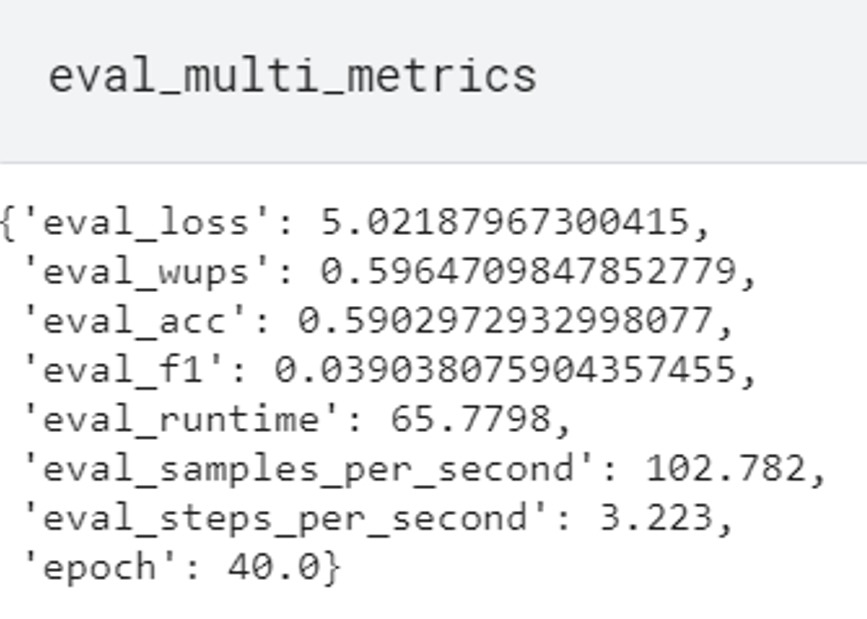 eval_multi_metrics
{'eval_loss': 5.02187967300415,
'eval_wups': 0.5964709847852779,
'eval_acc': 0.5902972932998077,
'eval_f1': 0.039038075904357455,
'eval_runtime': 65.7798,
'eval_samples_per_second': 102.782,
'eval_steps_per_second': 3.223,
'epoch': 40.0}